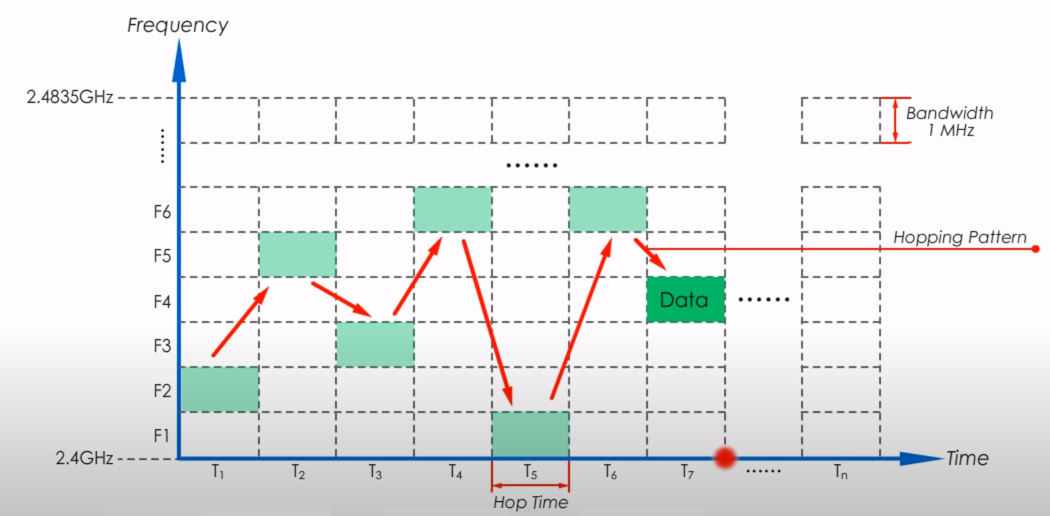 Frequency
2.4835GHz
Bandwidth
1 MHz
......
......
F6
Hopping Pattern
F5
F4
Data
......
F3
F2
F1
2.4GHz
Time
T₁ T₂ T₃ T₄ T₅ T₆ T₇ ...... Tₙ
Hop Time